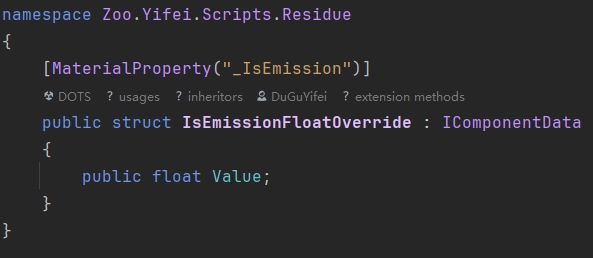 namespace Zoo.Yifei.Scripts.Residue
{
[MaterialProperty("_IsEmission")]
DOTS ? usages ? inheritors DuGuYifei ? extension methods
public struct IsEmissionFloatOverride : IComponentData
{
public float Value;
}
}